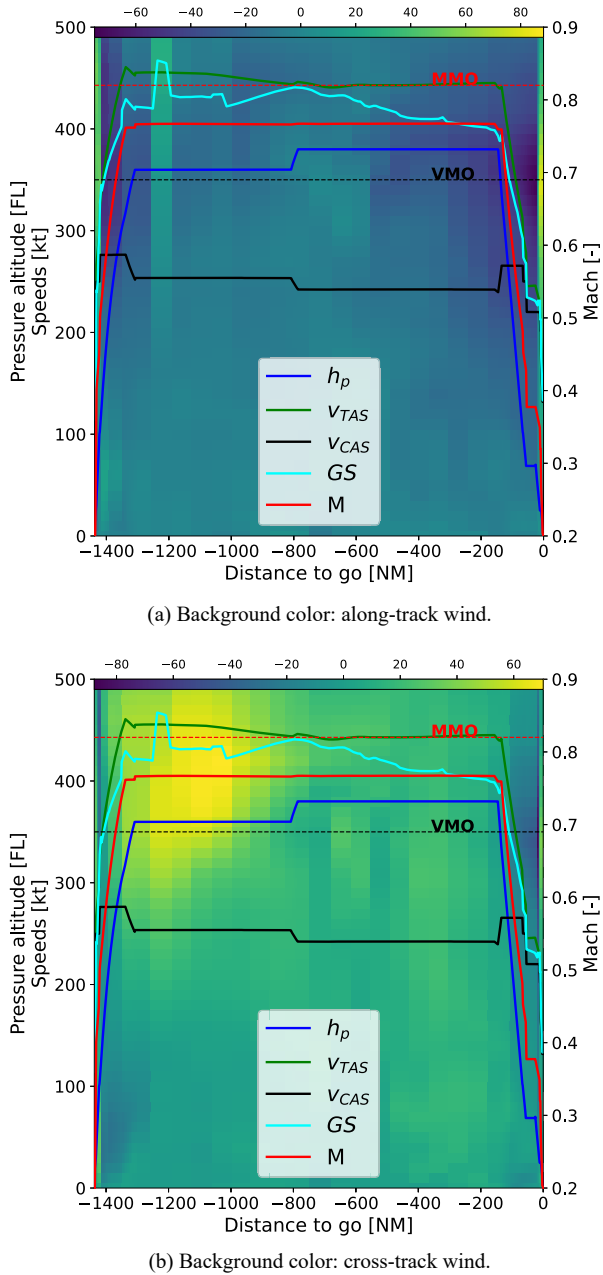 −60 −40 −20 0 20 40 60 80
500
400
300
200
100
0
Pressure altitude [FL]
Speeds [kt]
0.9
0.8
0.7
0.6
0.5
0.4
0.3
0.2
Mach [-]
MMO
VMO
h_p
v_TAS
v_CAS
GS
M
−1400 −1200 −1000 −800 −600 −400 −200 0
Distance to go [NM]
(a) Background color: along-track wind.
−80 −60 −40 −20 0 20 40 60
500
400
300
200
100
0
Pressure altitude [FL]
Speeds [kt]
0.9
0.8
0.7
0.6
0.5
0.4
0.3
0.2
Mach [-]
MMO
VMO
h_p
v_TAS
v_CAS
GS
M
−1400 −1200 −1000 −800 −600 −400 −200 0
Distance to go [NM]
(b) Background color: cross-track wind.